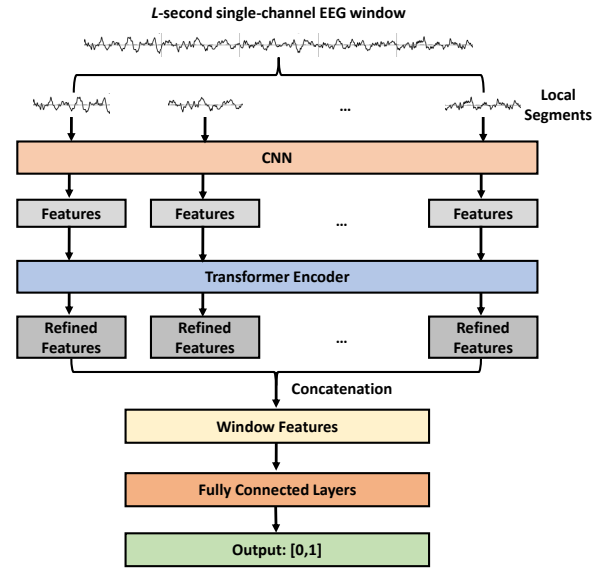 L-second single-channel EEG window
...
Local
Segments
CNN
Features
Features
...
Features
Transformer Encoder
Refined
Features
Refined
Features
...
Refined
Features
Concatenation
Window Features
Fully Connected Layers
Output: [0,1]